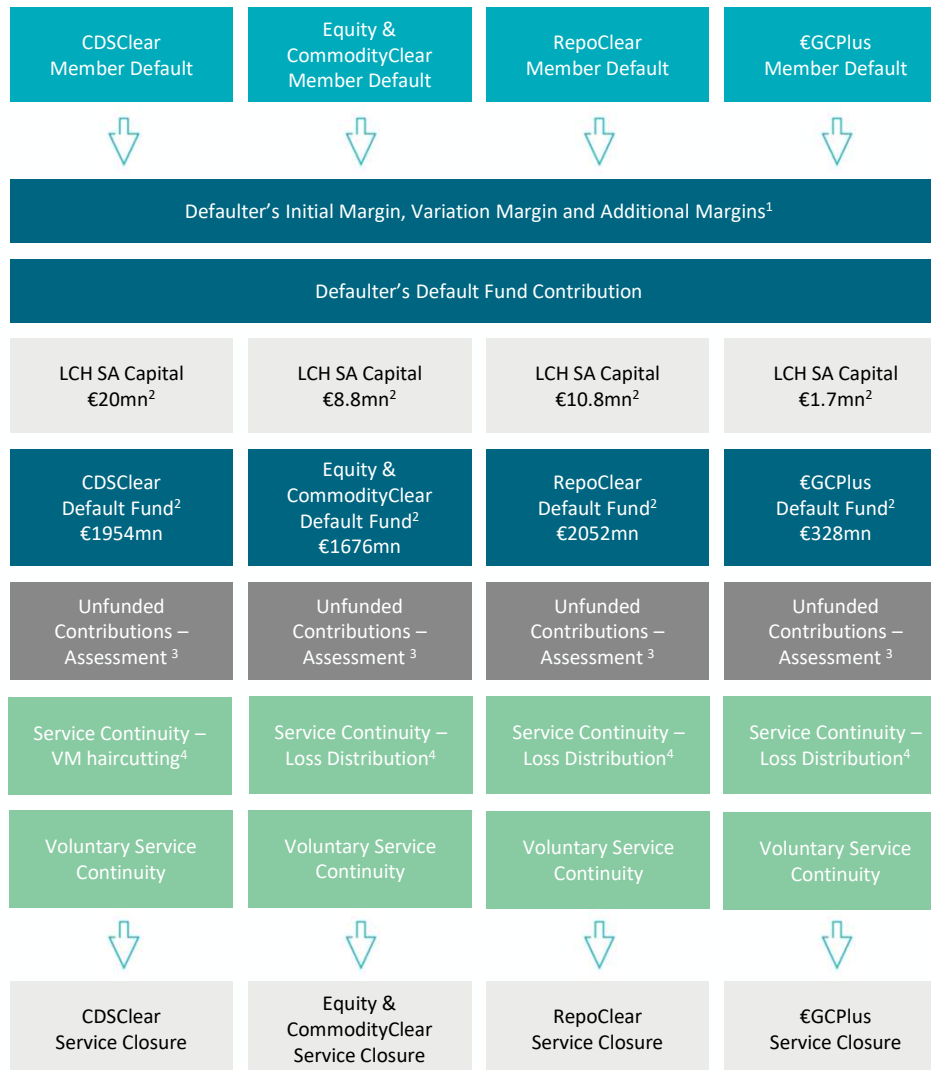 CDSClear
Member Default
Equity &
CommodityClear
Member Default
RepoClear
Member Default
€GCPlus
Member Default
Defaulter’s Initial Margin, Variation Margin and Additional Margins1
Defaulter’s Default Fund Contribution
LCH SA Capital
€20mn2
LCH SA Capital
€8.8mn2
LCH SA Capital
€10.8mn2
LCH SA Capital
€1.7mn2
CDSClear
Default Fund2
€1954mn
Equity &
CommodityClear
Default Fund2
€1676mn
RepoClear
Default Fund2
€2052mn
€GCPlus
Default Fund2
€328mn
Unfunded
Contributions –
Assessment 3
Unfunded
Contributions –
Assessment 3
Unfunded
Contributions –
Assessment 3
Unfunded
Contributions –
Assessment 3
Service Continuity –
VM haircutting4
Service Continuity –
Loss Distribution4
Service Continuity –
Loss Distribution4
Service Continuity –
Loss Distribution4
Voluntary Service
Continuity
Voluntary Service
Continuity
Voluntary Service
Continuity
Voluntary Service
Continuity
CDSClear
Service Closure
Equity &
CommodityClear
Service Closure
RepoClear
Service Closure
€GCPlus
Service Closure